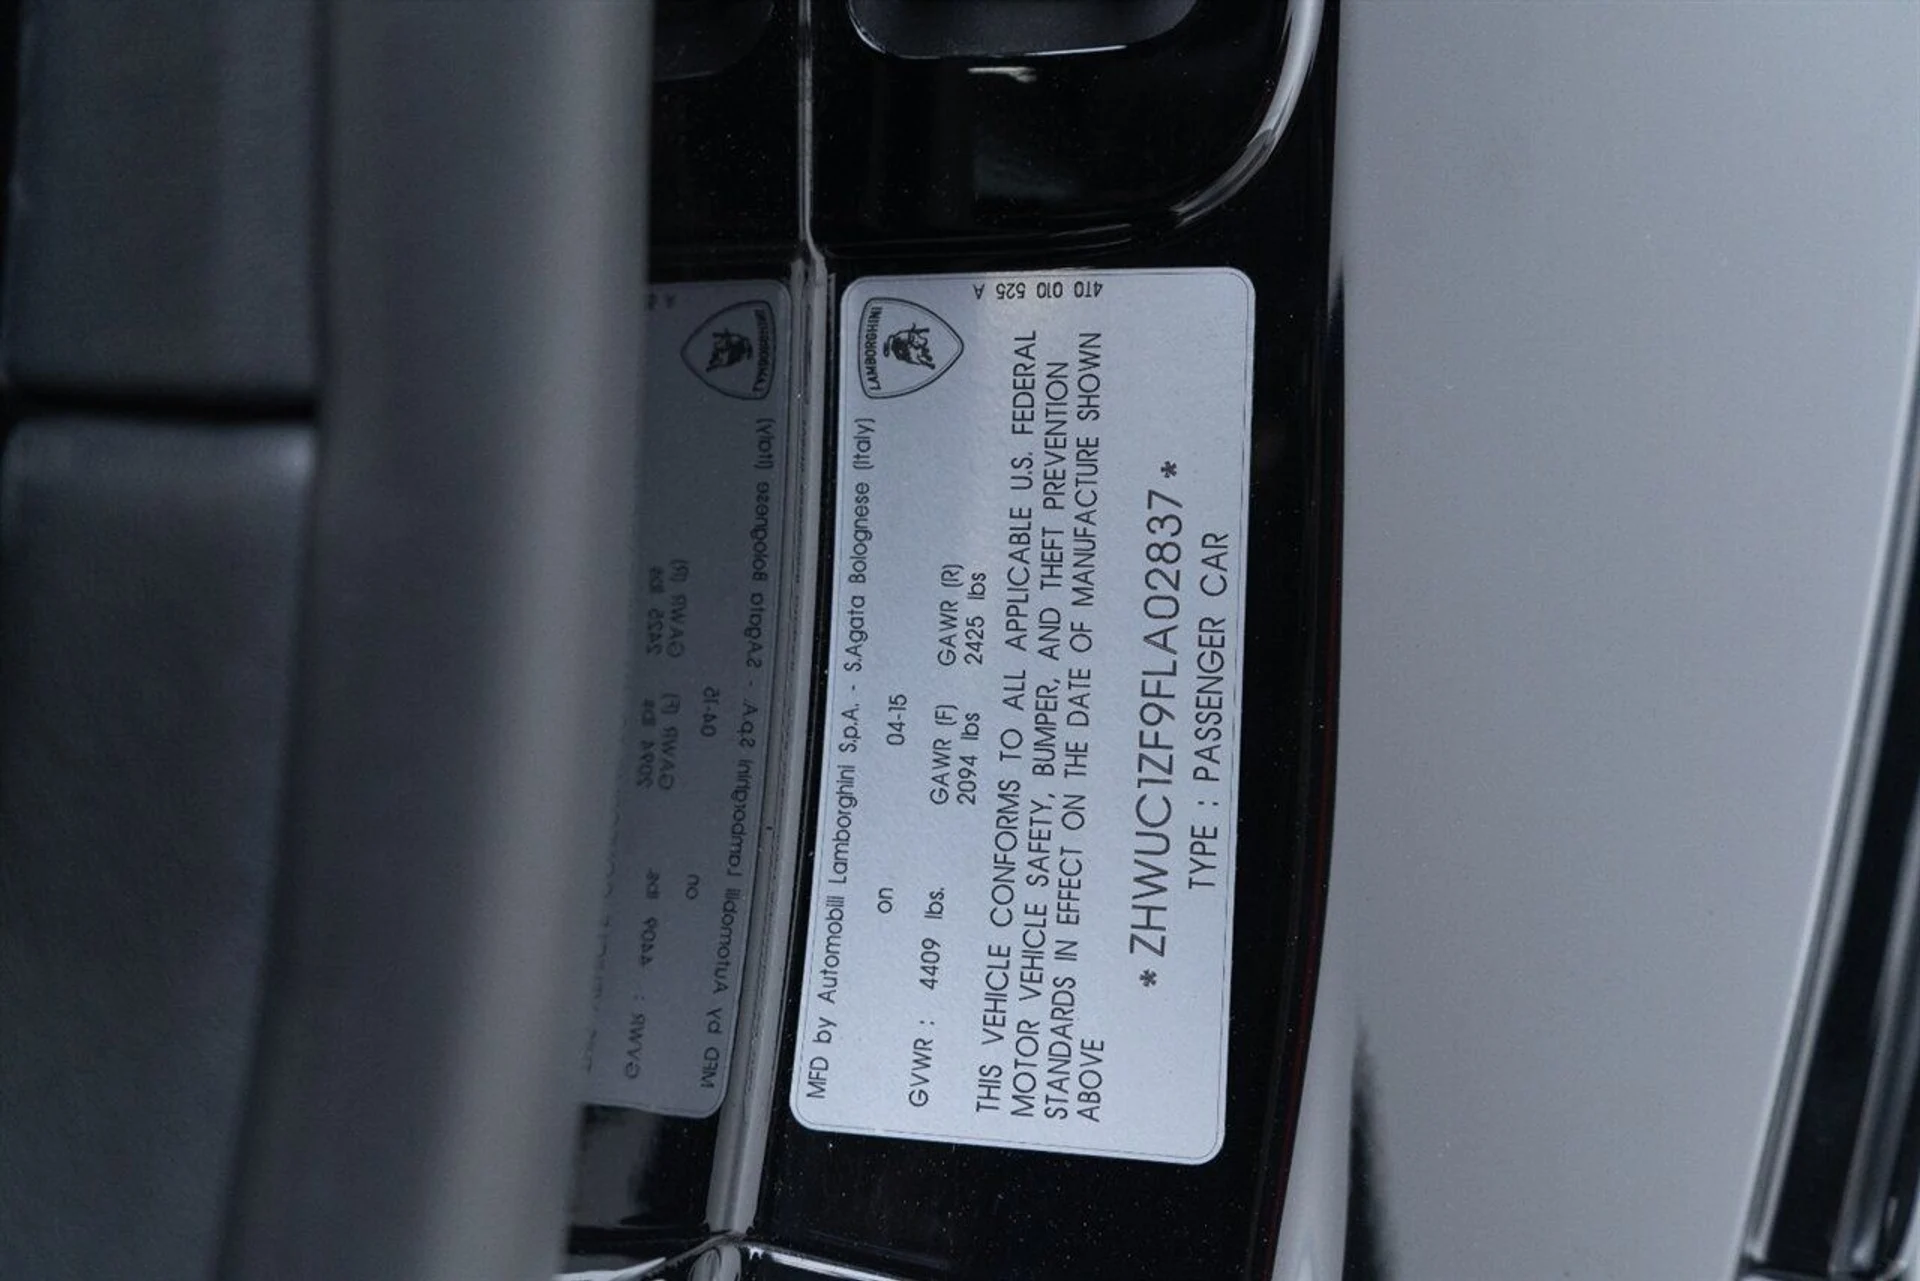 LAMBORGHINI
4T0 010 525 A
MFD by Automobili Lamborghini S.p.A. - S.Agata Bolognese (Italy)
on 04-15
GVWR : 4409 lbs. GAWR (F) GAWR (R)
2094 lbs 2425 lbs
THIS VEHICLE CONFORMS TO ALL APPLICABLE U.S. FEDERAL
MOTOR VEHICLE SAFETY, BUMPER, AND THEFT PREVENTION
STANDARDS IN EFFECT ON THE DATE OF MANUFACTURE SHOWN
ABOVE
*ZHWUC1ZF9FLA02837*
TYPE : PASSENGER CAR